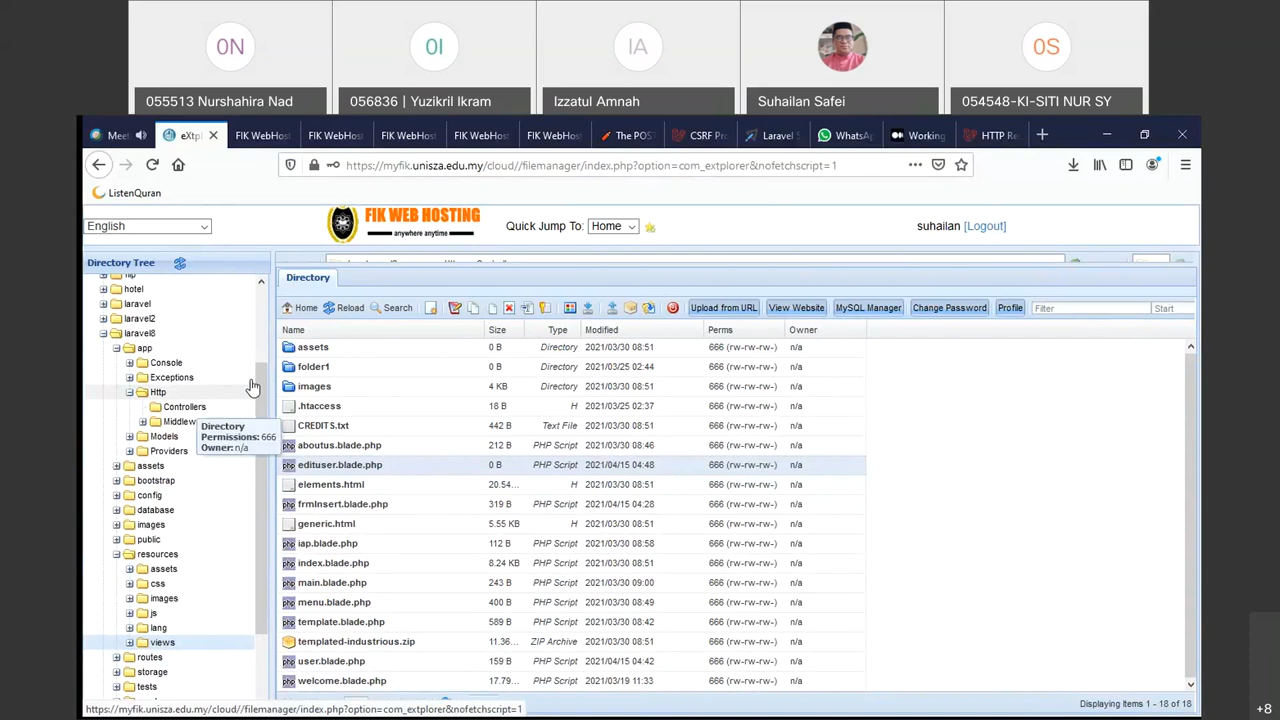 0N
0I
IA
0S
055513 Nurshahira Nad
056836 | Yuzikril Ikram
Izzatul Amnah
Suhailan Safei
054548-KI-SITI NUR SY
Meet
eXtpl
FIK WebHost
FIK WebHost
FIK WebHost
FIK WebHost
FIK WebHost
The POST
CSRF Pro
Laravel
WhatsA
Working
HTTP Re
https://myfik.unisza.edu.my/cloud//filemanager/index.php?option=com_extplorer&nofetchscript=1
ListenQuran
English
FIK WEB HOSTING
anywhere anytime
Quick Jump To: Home
suhailan [Logout]
Directory Tree
Directory
Home Reload Search
Upload from URL
View Website
MySQL Manager
Change Password
Profile
Filter
Start
hotel
laravel
laravel2
laravel8
app
Console
Exceptions
Http
Controllers
Middlew
Models
Providers
assets
bootstrap
config
database
images
public
resources
assets
css
images
js
lang
views
routes
storage
tests
Directory
Permissions: 666
Owner: n/a
Name Size Type Modified Perms Owner
assets 0 B Directory 2021/03/30 08:51 666 (rw-rw-rw-) n/a
folder1 0 B Directory 2021/03/25 02:44 666 (rw-rw-rw-) n/a
images 4 KB Directory 2021/03/30 08:51 666 (rw-rw-rw-) n/a
.htaccess 18 B H 2021/03/25 02:37 666 (rw-rw-rw-) n/a
CREDITS.txt 442 B Text File 2021/03/30 08:51 666 (rw-rw-rw-) n/a
aboutus.blade.php 212 B PHP Script 2021/03/30 08:46 666 (rw-rw-rw-) n/a
edituser.blade.php 0 B PHP Script 2021/04/15 04:48 666 (rw-rw-rw-) n/a
elements.html 20.54... H 2021/03/30 08:51 666 (rw-rw-rw-) n/a
frmInsert.blade.php 319 B PHP Script 2021/04/15 04:28 666 (rw-rw-rw-) n/a
generic.html 5.55 KB H 2021/03/30 08:51 666 (rw-rw-rw-) n/a
iap.blade.php 112 B PHP Script 2021/03/30 08:58 666 (rw-rw-rw-) n/a
index.blade.php 8.24 KB PHP Script 2021/03/30 08:51 666 (rw-rw-rw-) n/a
main.blade.php 243 B PHP Script 2021/03/30 09:00 666 (rw-rw-rw-) n/a
menu.blade.php 400 B PHP Script 2021/03/30 08:49 666 (rw-rw-rw-) n/a
template.blade.php 589 B PHP Script 2021/03/30 08:42 666 (rw-rw-rw-) n/a
templated-industrious.zip 11.36... ZIP Archive 2021/03/30 08:51 666 (rw-rw-rw-) n/a
user.blade.php 159 B PHP Script 2021/04/15 04:42 666 (rw-rw-rw-) n/a
welcome.blade.php 17.79... PHP Script 2021/03/19 11:33 666 (rw-rw-rw-) n/a
https://myfik.unisza.edu.my/cloud//filemanager/index.php?option=com_extplorer&nofetchscript=1
Displaying Items 1 - 18 of 18
+8